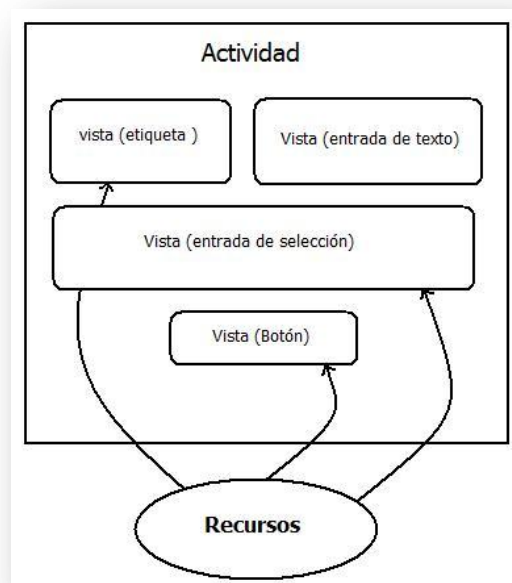 Actividad
vista (etiqueta )
Vista (entrada de texto)
Vista (entrada de selección)
Vista (Botón)
Recursos